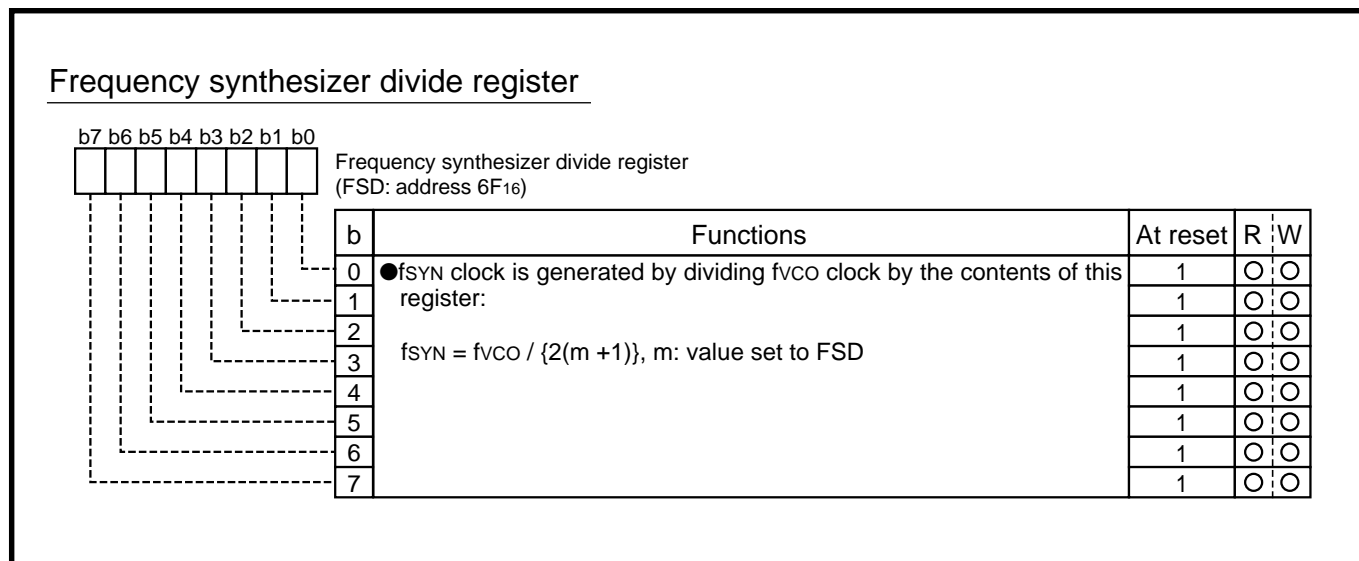 Frequency synthesizer divide register
b7 b6 b5 b4 b3 b2 b1 b0
Frequency synthesizer divide register
(FSD: address 6F16)
b Functions At reset R W
0 ●fSYN clock is generated by dividing fVCO clock by the contents of this 1 O O
1 register: 1 O O
2 1 O O
3 fSYN = fVCO / {2(m +1)}, m: value set to FSD 1 O O
4 1 O O
5 1 O O
6 1 O O
7 1 O O